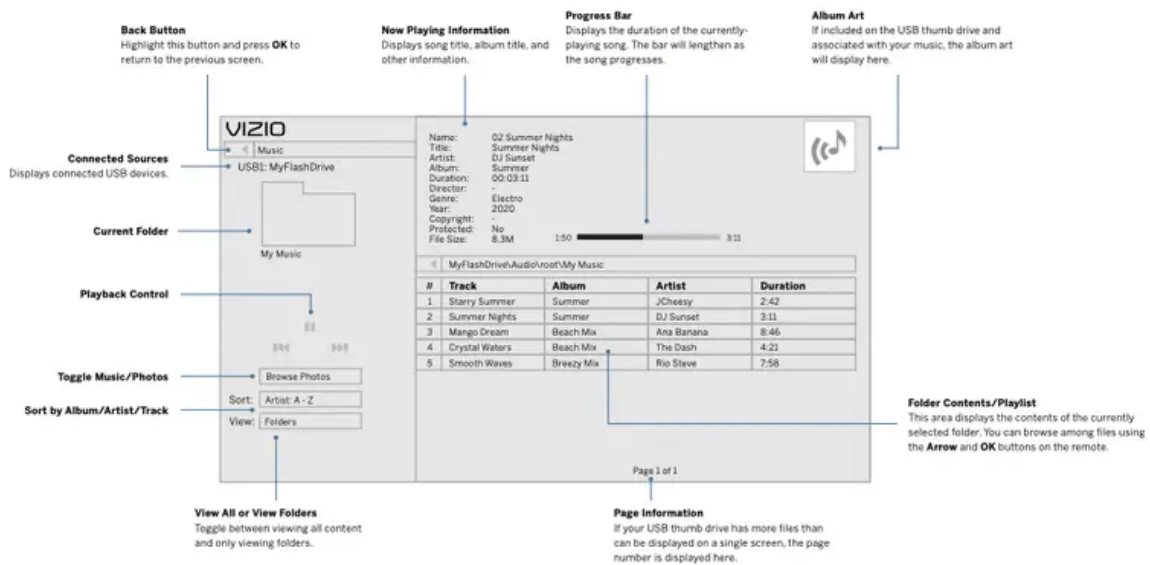 Back Button
Highlight this button and press OK to
return to the previous screen.
Now Playing Information
Displays song title, album title, and
other information.
Progress Bar
Displays the duration of the currently-
playing song. The bar will lengthen as
the song progresses.
Album Art
If included on the USB thumb drive and
associated with your music, the album art
will display here.
Connected Sources
Displays connected USB devices.
Current Folder
Playback Control
Toggle Music/Photos
Sort by Album/Artist/Track
VIZIO
Music
USB1: MyFlashDrive
My Music
Browse Photos
Sort: Artist: A - Z
View: Folders
Name: 02 Summer Nights
Title: Summer Nights
Artist: DJ Sunset
Album: Summer
Duration: 00:03:11
Director: -
Genre: Electro
Year: 2020
Copyright: -
Protected: No
File Size: 8.3M
1:50 3:11
MyFlashDrive\Audio\root\My Music
# Track Album Artist Duration
1 Starry Summer Summer JCheesy 2:42
2 Summer Nights Summer DJ Sunset 3:11
3 Mango Dream Beach Mix Ana Banana 8:46
4 Crystal Waters Beach Mix The Dash 4:21
5 Smooth Waves Breezy Mix Rio Steve 7:58
Page 1 of 1
Folder Contents/Playlist
This area displays the contents of the currently
selected folder. You can browse among files using
the Arrow and OK buttons on the remote.
View All or View Folders
Toggle between viewing all content
and only viewing folders.
Page Information
If your USB thumb drive has more files than
can be displayed on a single screen, the page
number is displayed here.